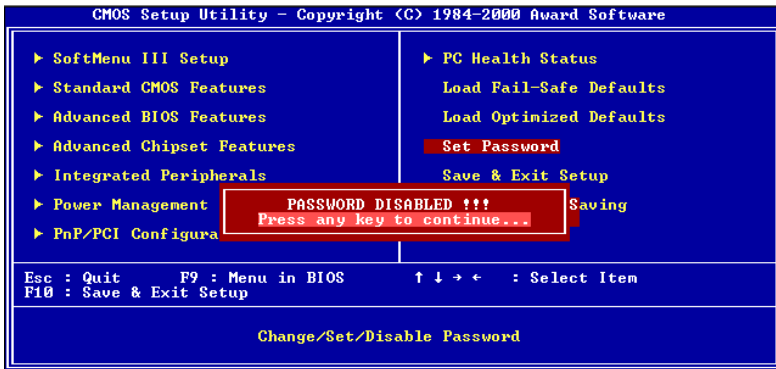 CMOS Setup Utility – Copyright (C) 1984–2000 Award Software
▶ SoftMenu III Setup
▶ Standard CMOS Features
▶ Advanced BIOS Features
▶ Advanced Chipset Features
▶ Integrated Peripherals
▶ Power Management
▶ PnP/PCI Configura
▶ PC Health Status
Load Fail-Safe Defaults
Load Optimized Defaults
Set Password
Save & Exit Setup
Saving
PASSWORD DISABLED !!!
Press any key to continue...
Esc : Quit F9 : Menu in BIOS ↑ ↓ → ← : Select Item
F10 : Save & Exit Setup
Change/Set/Disable Password